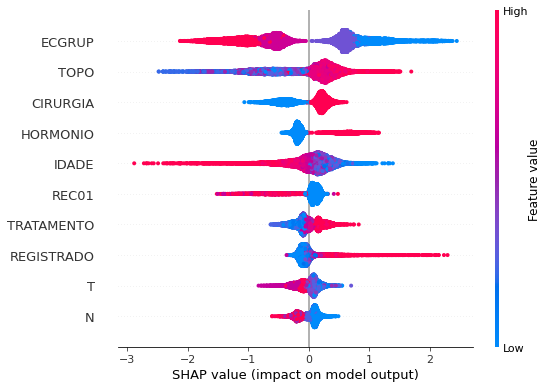 High
ECGRUP
TOPO
CIRURGIA
HORMONIO
IDADE
REC01
TRATAMENTO
REGISTRADO
T
N
Feature value
Low
−3 −2 −1 0 1 2
SHAP value (impact on model output)